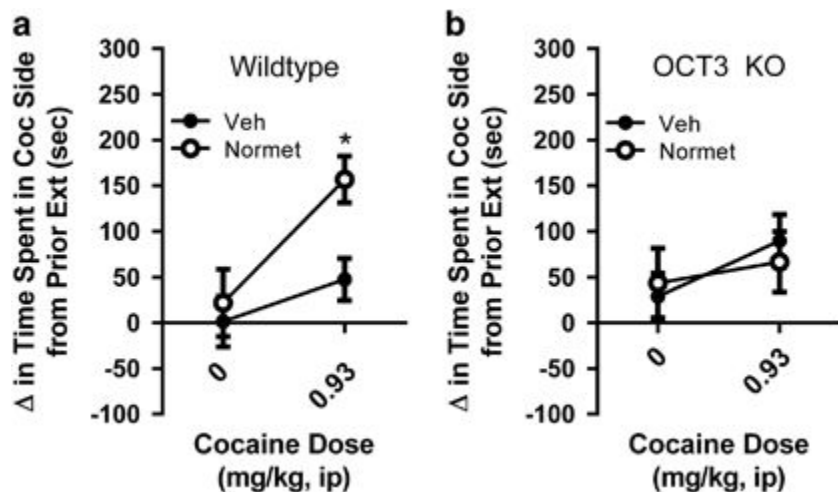 a
300
250
200
150
100
50
0
-50
-100
Δ in Time Spent in Coc Side
from Prior Ext (sec)
Wildtype
Veh
Normet
*
0
0.93
Cocaine Dose
(mg/kg, ip)
b
300
250
200
150
100
50
0
-50
-100
Δ in Time Spent in Coc Side
from Prior Ext (sec)
OCT3 KO
Veh
Normet
0
0.93
Cocaine Dose
(mg/kg, ip)